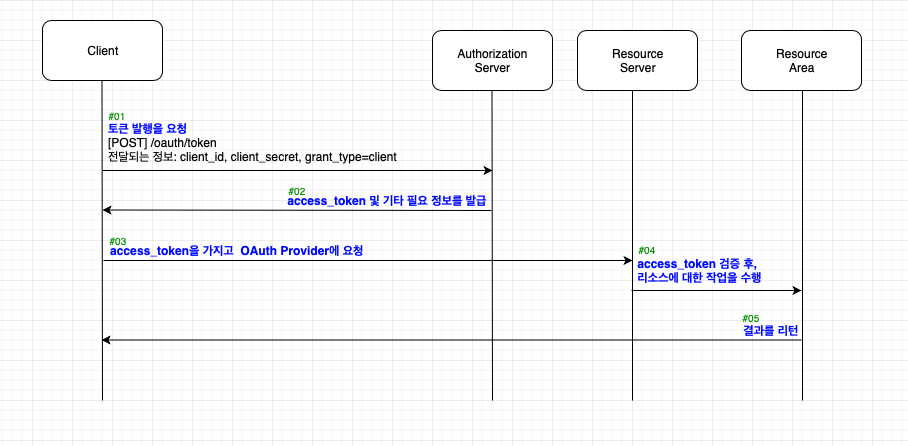 Client
Authorization
Server
Resource
Server
Resource
Area
#01
토큰 발행을 요청
[POST] /oauth/token
전달되는 정보: client_id, client_secret, grant_type=client
#02
access_token 및 기타 필요 정보를 발급
#03
access_token을 가지고 OAuth Provider에 요청
#04
access_token 검증 후,
리소스에 대한 작업을 수행
#05
결과를 리턴